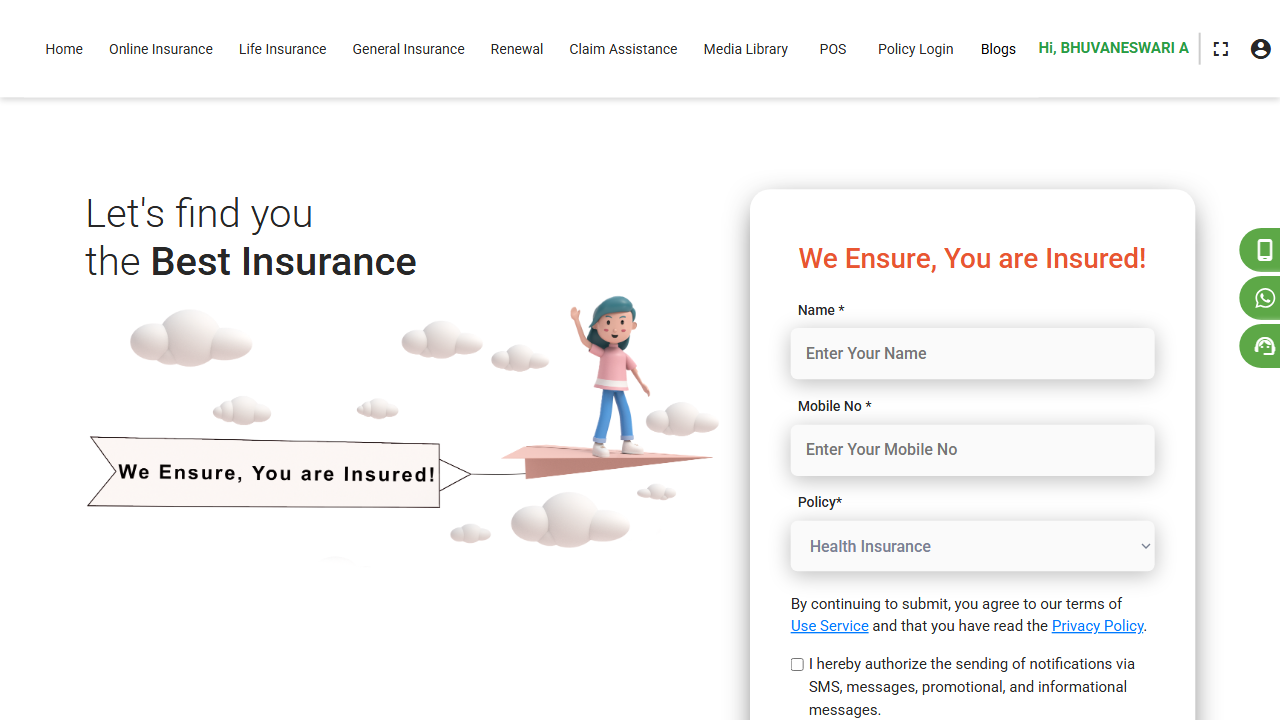 Home Online Insurance Life Insurance General Insurance Renewal Claim Assistance Media Library POS Policy Login Blogs Hi, BHUVANESWARI A
Let's find you
the Best Insurance
We Ensure, You are Insured!
We Ensure, You are Insured!
Name *
Enter Your Name
Mobile No *
Enter Your Mobile No
Policy*
Health Insurance
By continuing to submit, you agree to our terms of
Use Service and that you have read the Privacy Policy.
I hereby authorize the sending of notifications via
SMS, messages, promotional, and informational
messages.